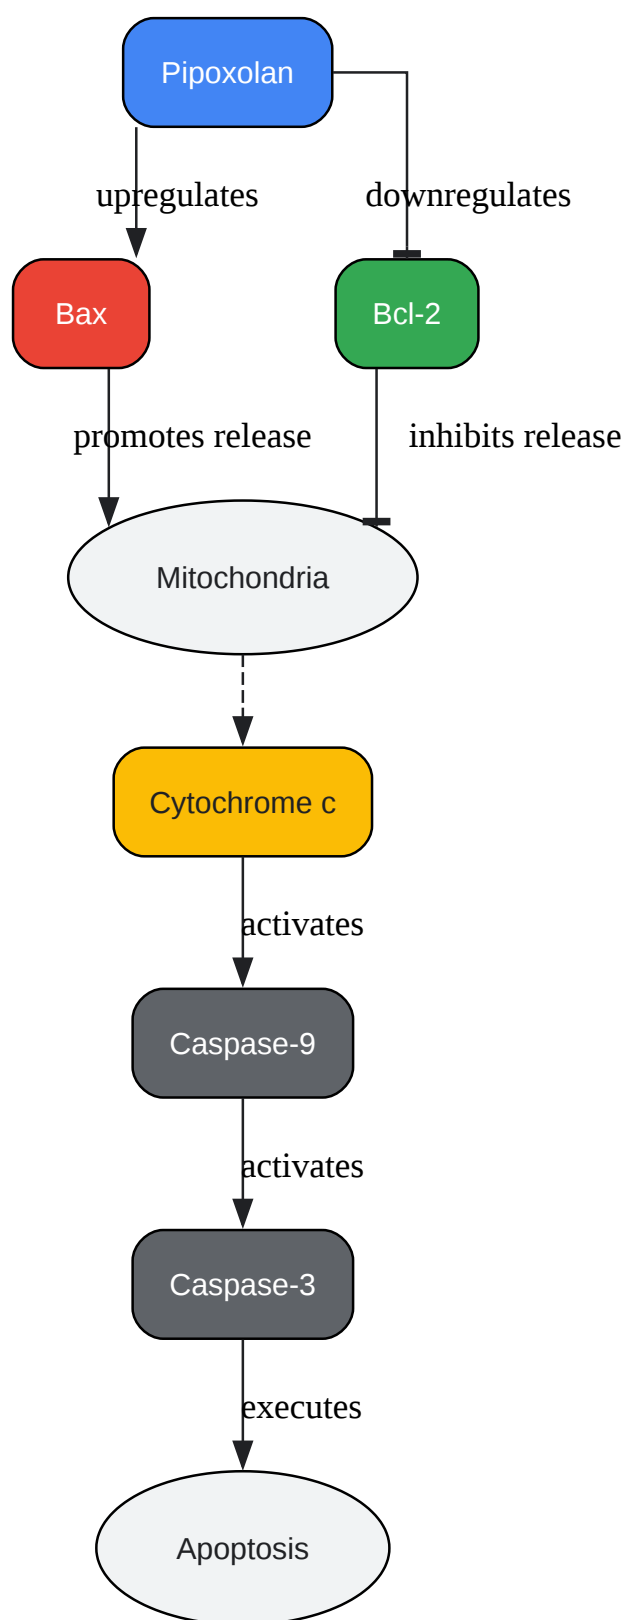 Pipoxolan
upregulates
downregulates
Bax
Bcl-2
promotes release
inhibits release
Mitochondria
Cytochrome c
activates
Caspase-9
activates
Caspase-3
executes
Apoptosis